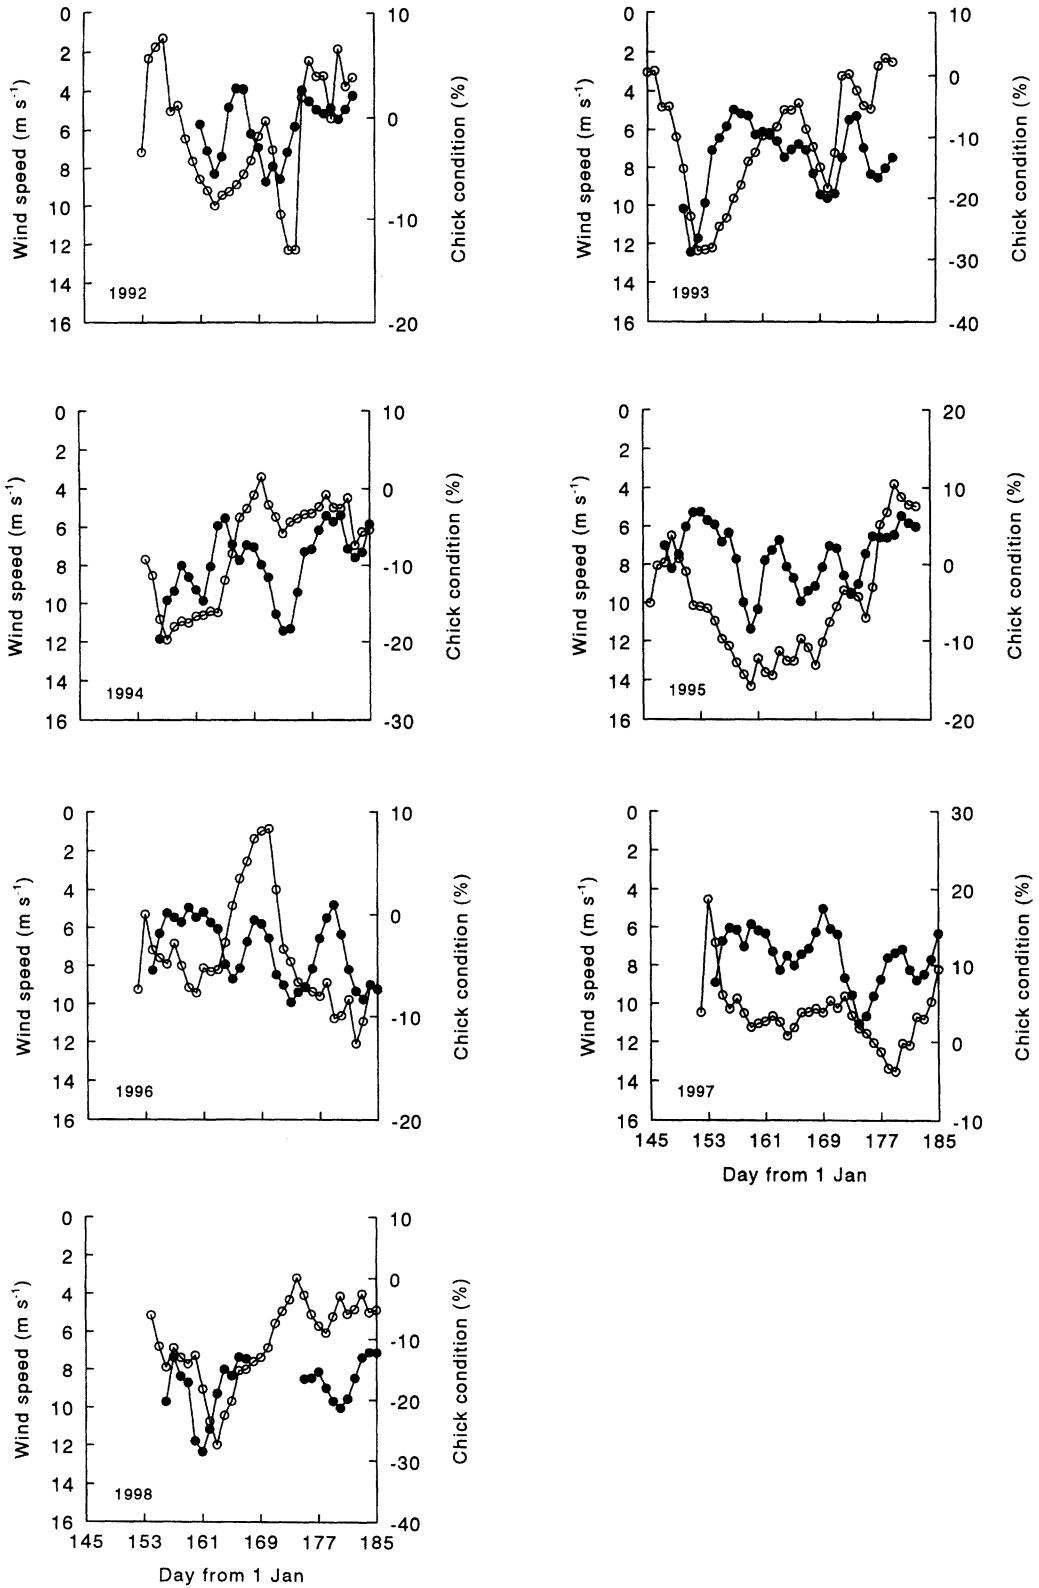 0 10 0 10
2 2
4 4 0
6 0 6
8 8 -10
10 10 -20
-10
12 12 -30
14 14
16 -20 16 -40
Wind speed (m s⁻¹) Chick condition (%) Wind speed (m s⁻¹) Chick condition (%)
1992 1993
0 10 0 20
2 2
4 0 4 10
6 6
8 -10 8 0
10 10
12 -20 12 -10
14 14
16 -30 16 -20
Wind speed (m s⁻¹) Chick condition (%) Wind speed (m s⁻¹) Chick condition (%)
1994 1995
0 10 0 30
2 2
4 4 20
6 0 6
8 8 10
10 10
-10
12 12 0
14 14
16 -20 16 -10
Wind speed (m s⁻¹) Chick condition (%) Wind speed (m s⁻¹) Chick condition (%)
1996 1997
145 153 161 169 177 185
Day from 1 Jan
0 10
2
4 0
6
-10
8
10 -20
12
-30
14
16 -40
Wind speed (m s⁻¹) Chick condition (%)
1998
145 153 161 169 177 185
Day from 1 Jan